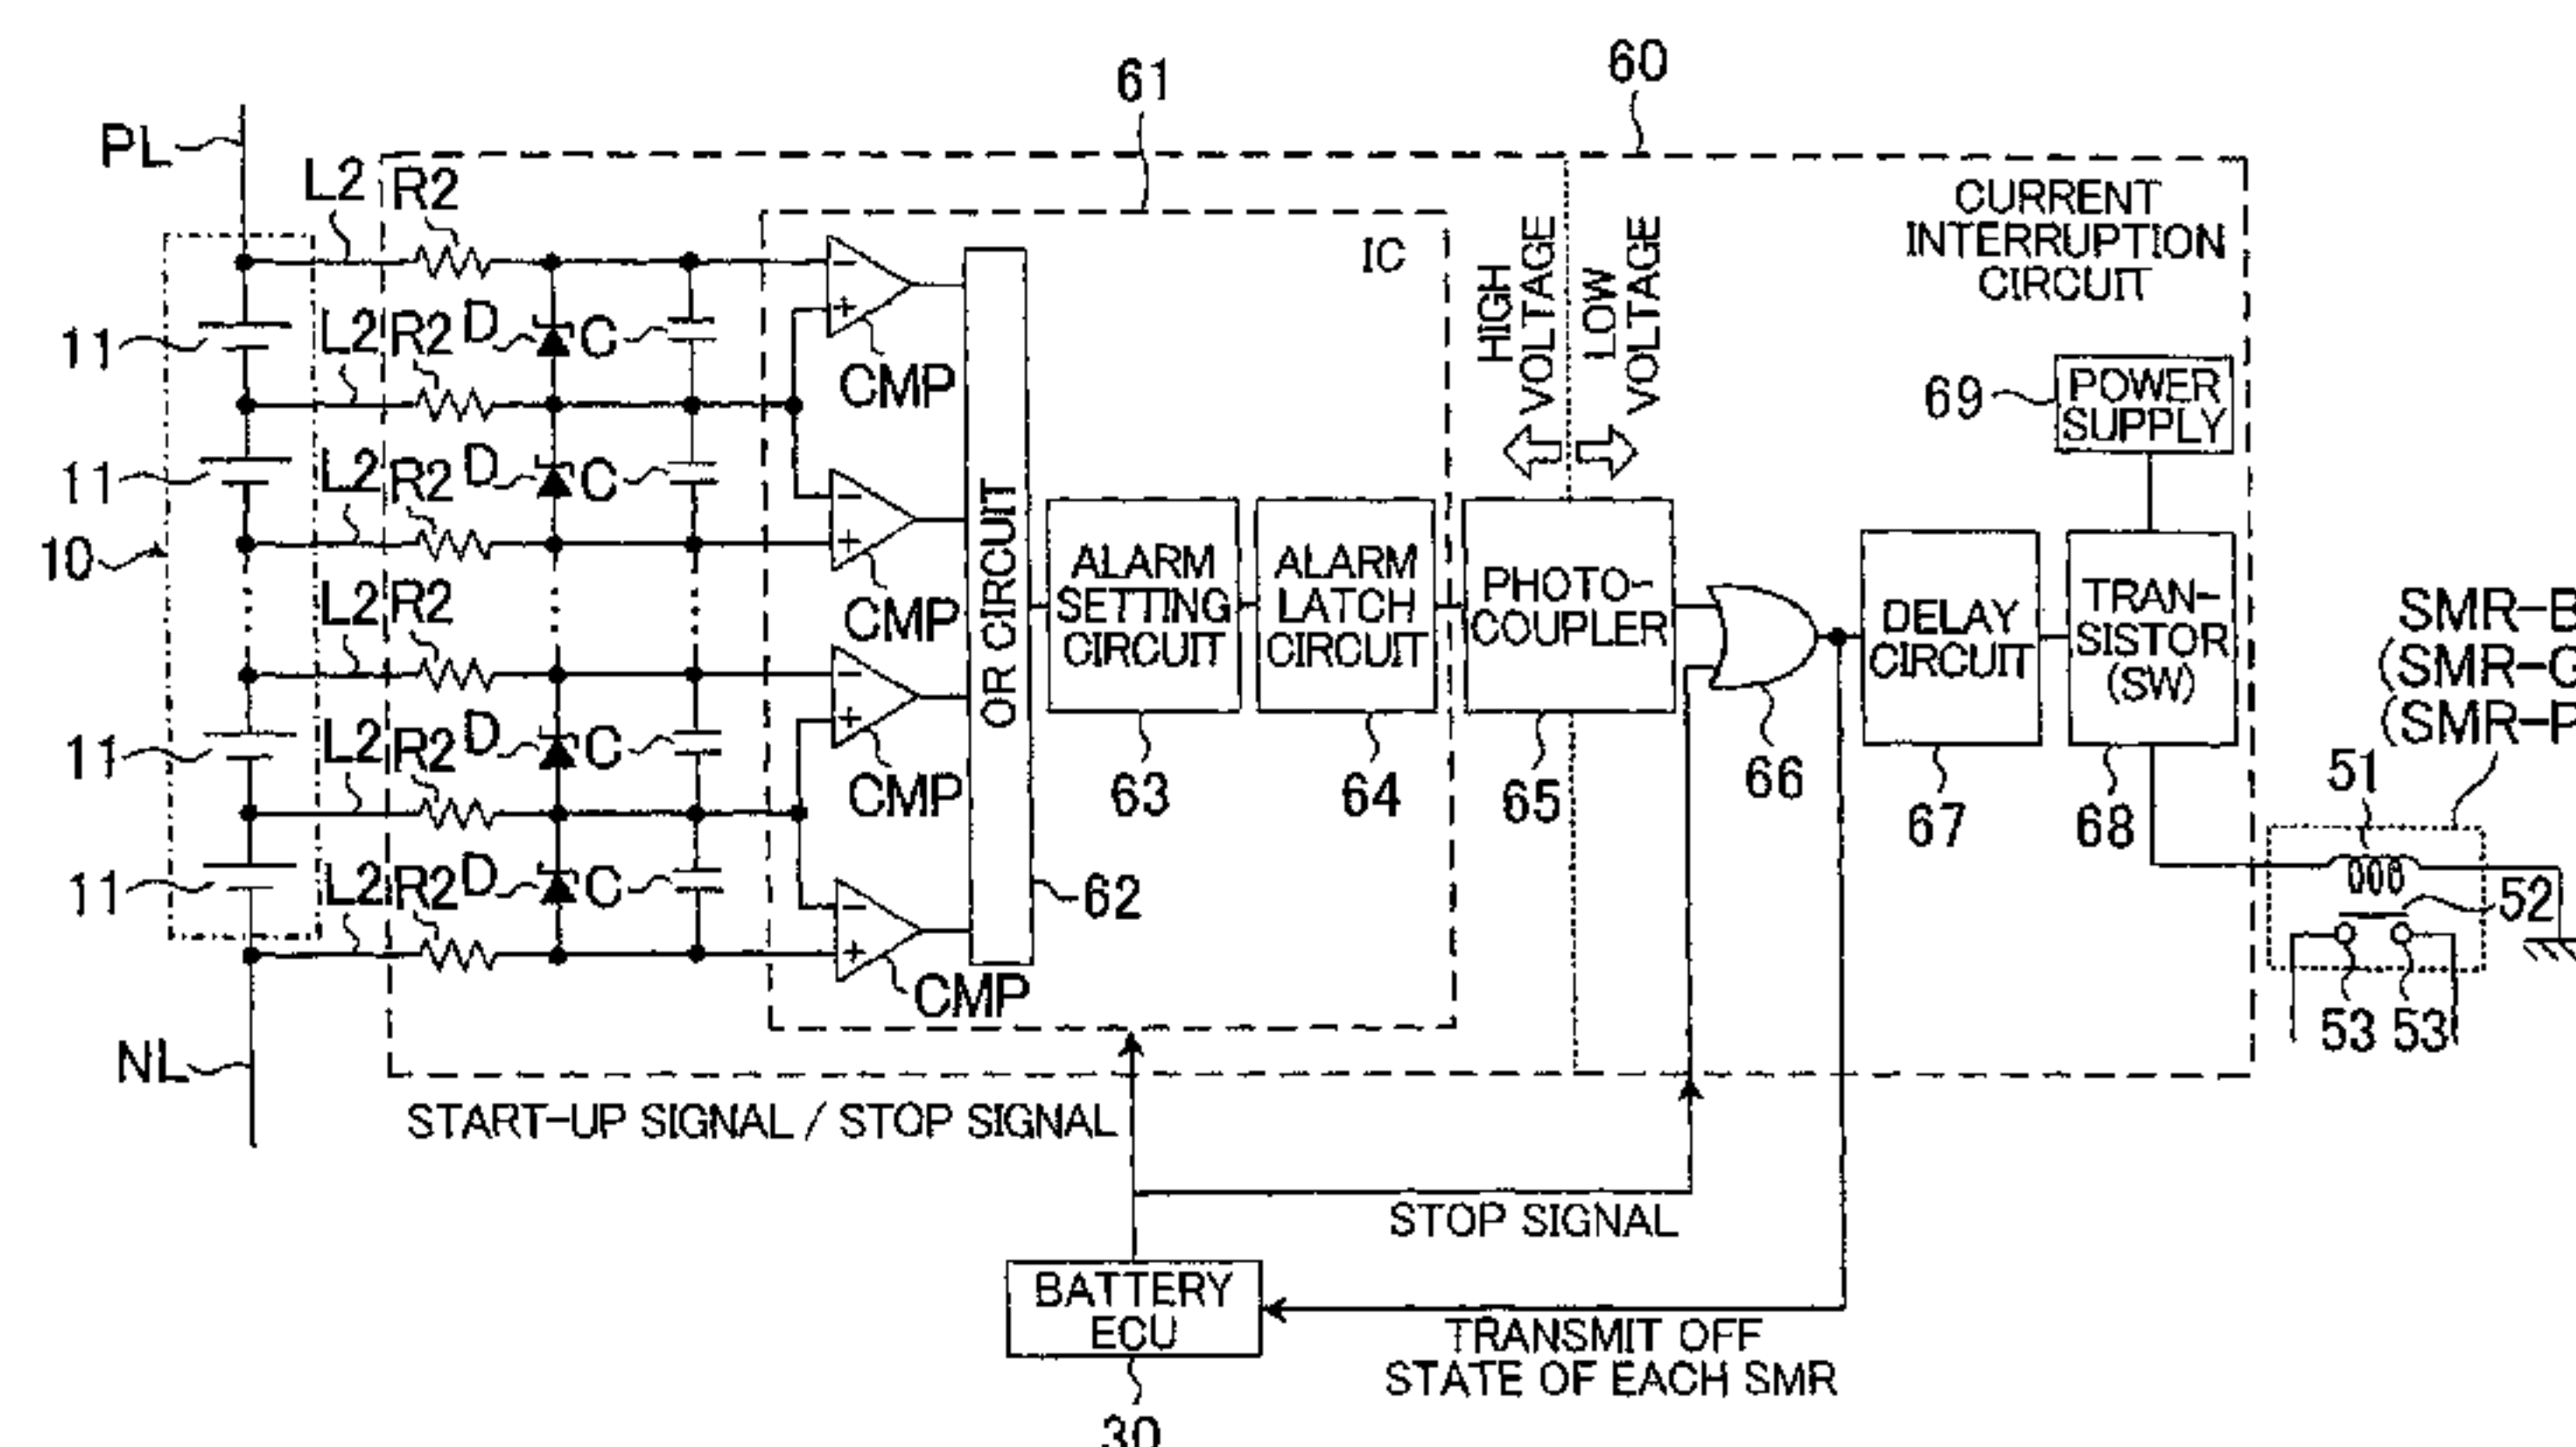 61
60
PL
L2
R2
IC
HIGH
VOLTAGE
LOW
VOLTAGE
CURRENT
INTERRUPTION
CIRCUIT
-
+
11
L2
R2
D
C
CMP
69
POWER
SUPPLY
11
L2
R2
D
C
-
+
10
CMP
OR CIRCUIT
ALARM
SETTING
CIRCUIT
ALARM
LATCH
CIRCUIT
PHOTO-
COUPLER
DELAY
CIRCUIT
TRAN-
SISTOR
(SW)
SMR-B
(SMR-G
(SMR-P
L2
R2
-
+
11
L2
R2
D
C
CMP
63
64
65
66
67
68
51
11
L2
R2
D
C
-
+
62
52
CMP
53
53
NL
START-UP SIGNAL / STOP SIGNAL
STOP SIGNAL
BATTERY
ECU
TRANSMIT OFF
STATE OF EACH SMR
30